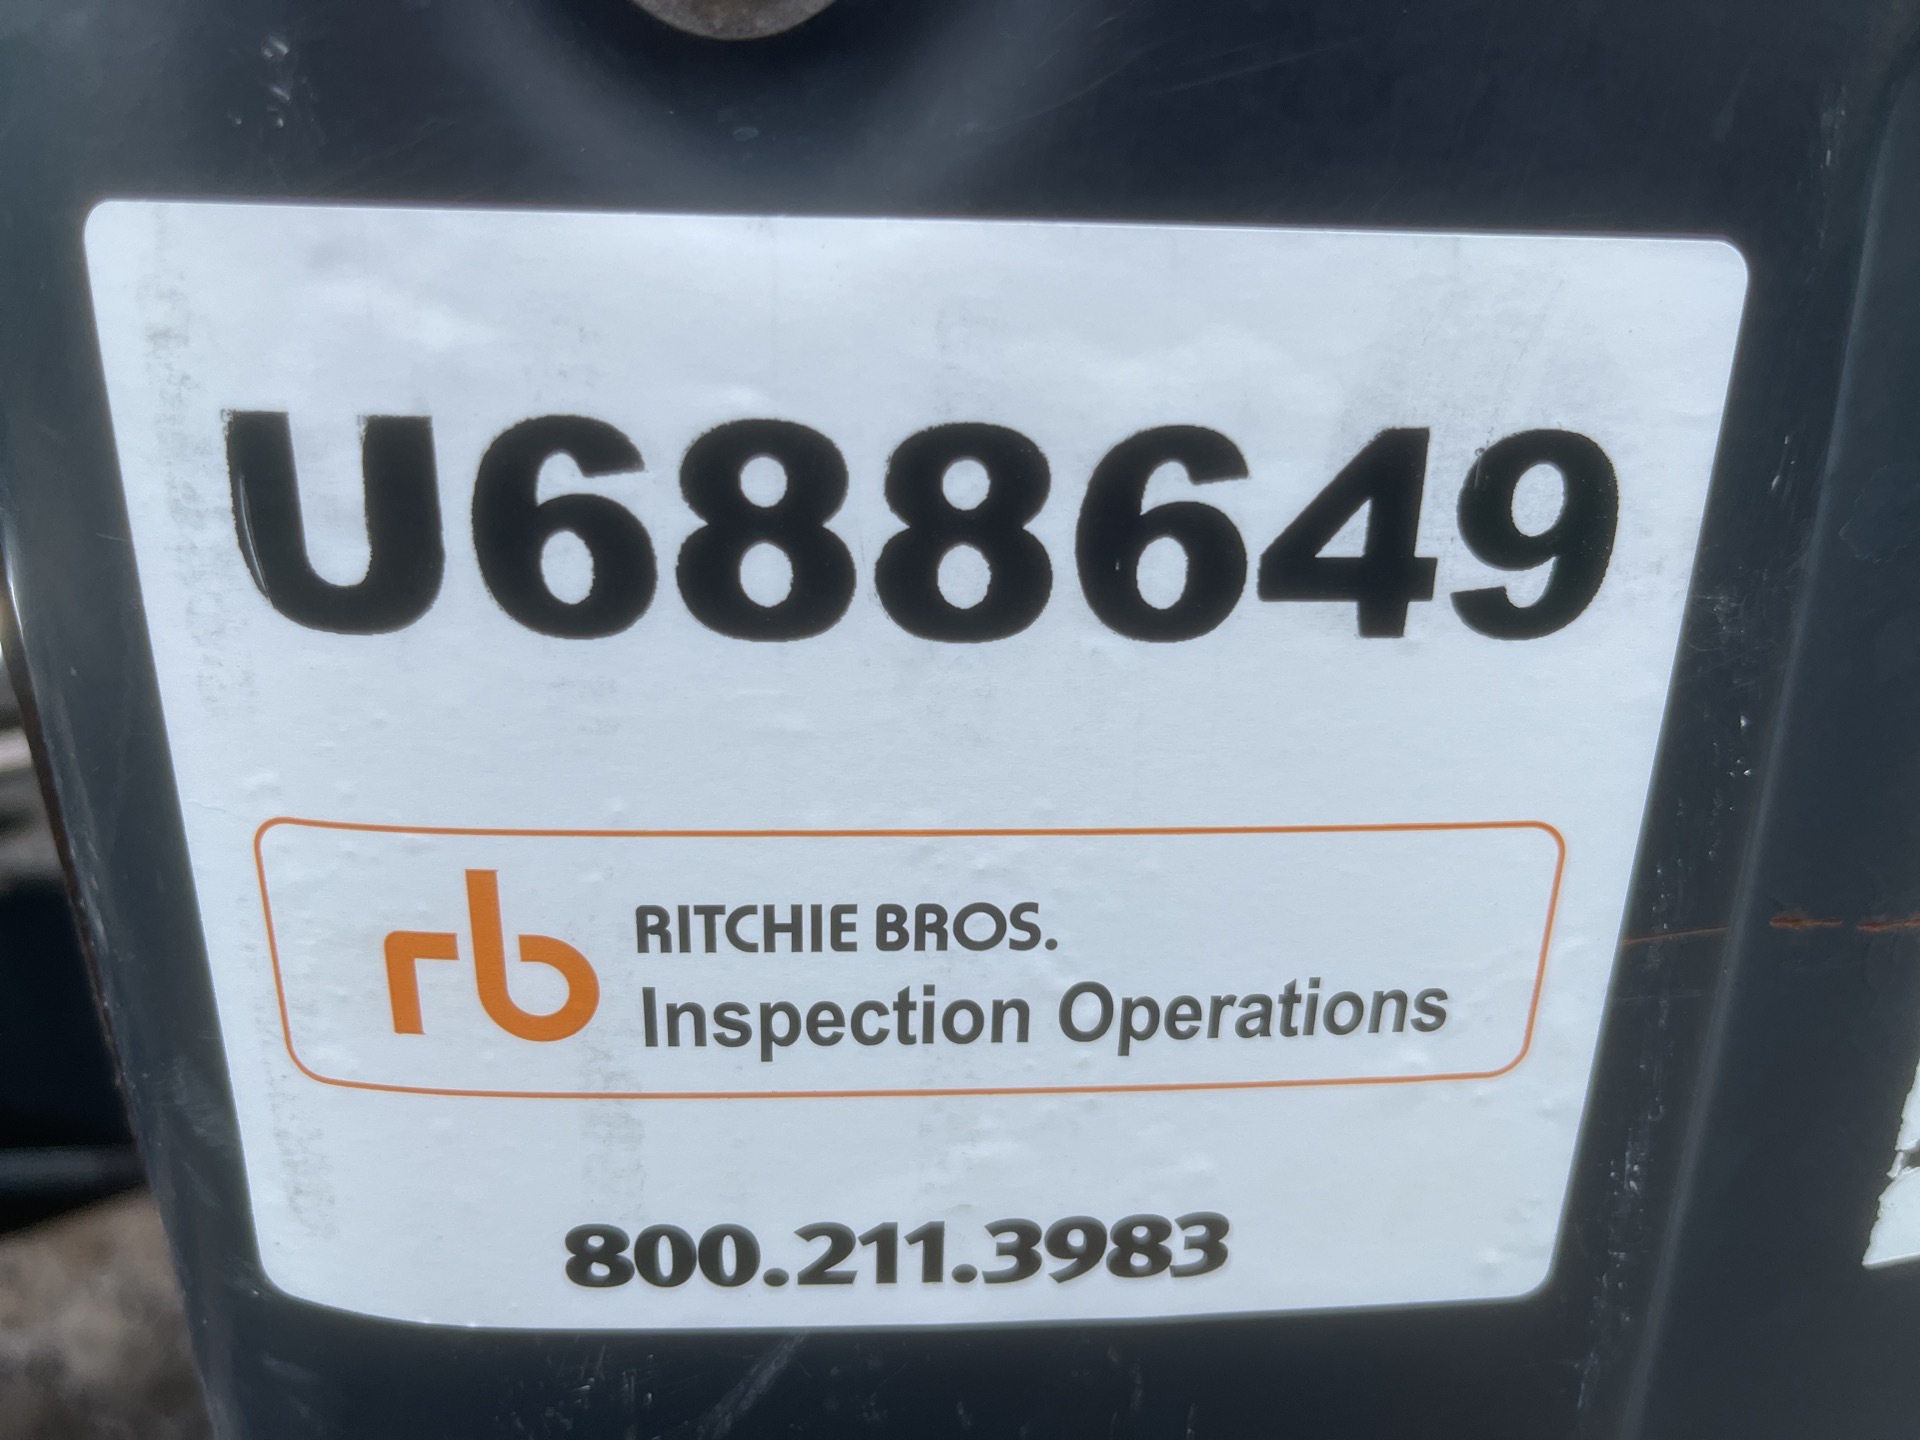 U688649
rb
RITCHIE BROS.
Inspection Operations
800.211.3983